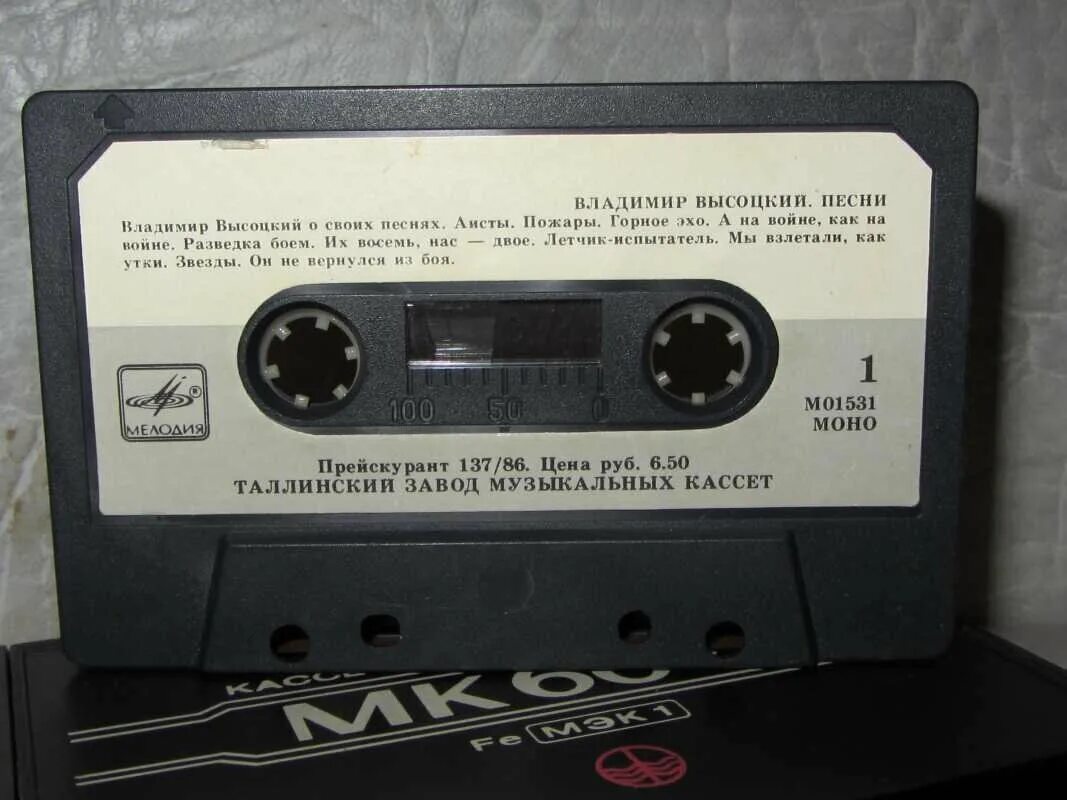 ВЛАДИМИР ВЫСОЦКИЙ. ПЕСНИ
Владимир Высоцкий о своих песнях. Аисты. Пожары. Горное эхо. А на войне, как на
войне. Разведка боем. Их восемь, нас — двое. Летчик-испытатель. Мы взлетали, как
утки. Звезды. Он не вернулся из боя.
100 50 0
1
М01531
МОНО
R
МЕЛОДИЯ
Прейскурант 137/86. Цена руб. 6.50
ТАЛЛИНСКИЙ ЗАВОД МУЗЫКАЛЬНЫХ КАССЕТ
МК 60
Fe МЭК 1